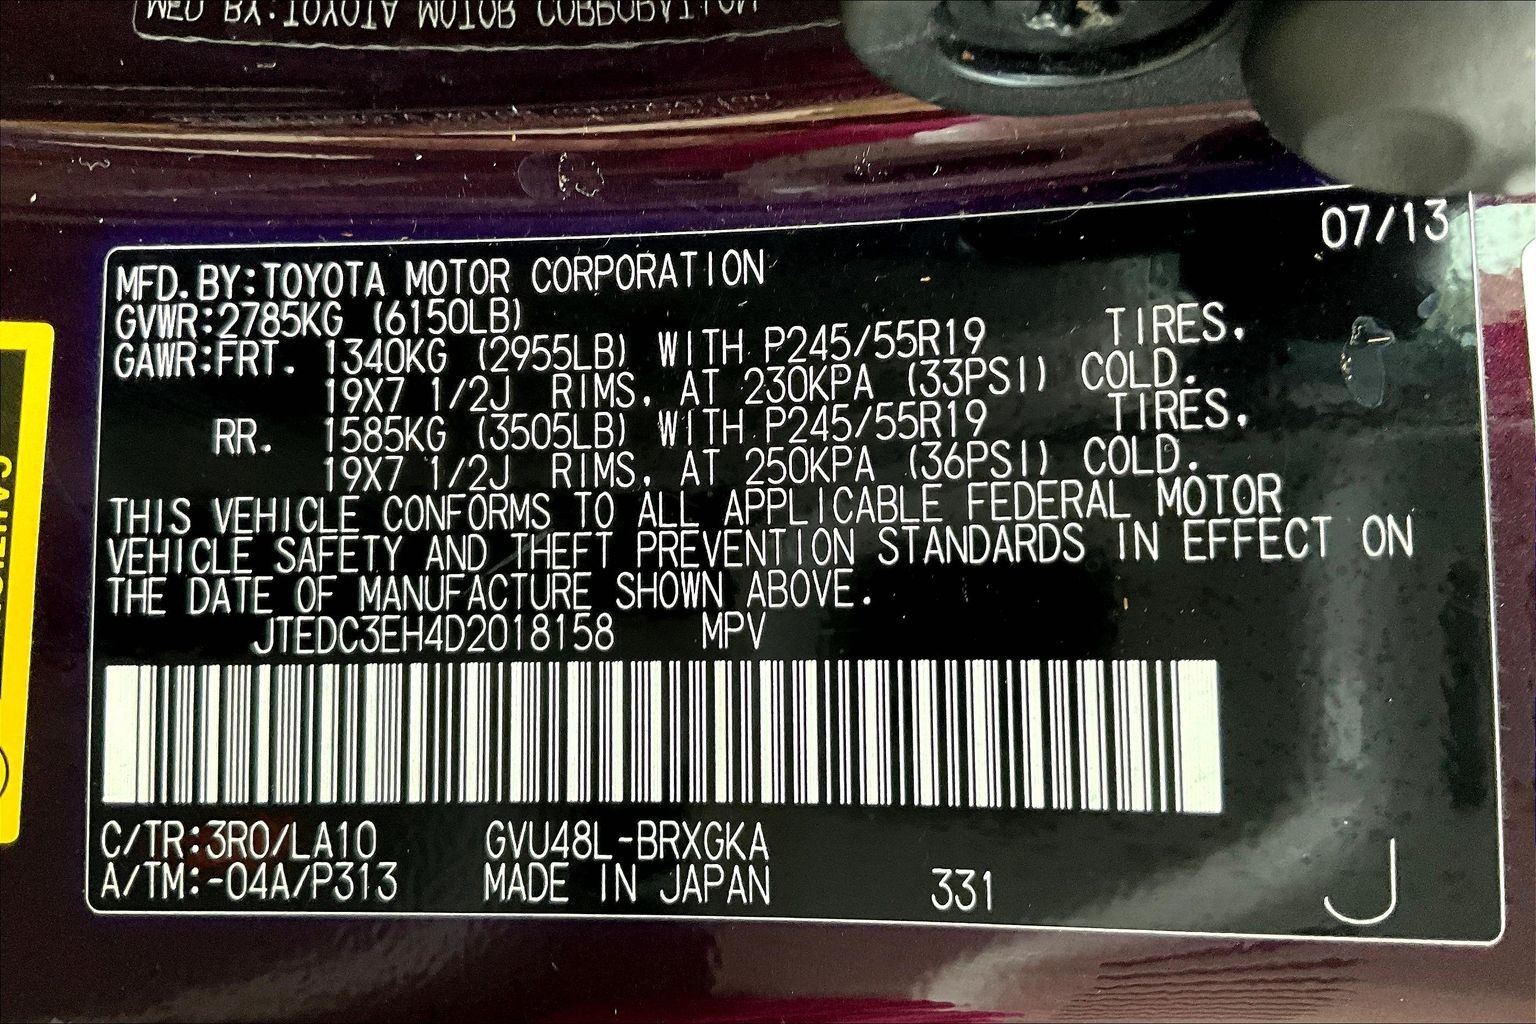 07/13
MFD.BY:TOYOTA MOTOR CORPORATION
GVWR:2785KG (6150LB)
GAWR:FRT. 1340KG (2955LB) WITH P245/55R19 TIRES,
19X7 1/2J RIMS, AT 230KPA (33PSI) COLD.
RR. 1585KG (3505LB) WITH P245/55R19 TIRES,
19X7 1/2J RIMS, AT 250KPA (36PSI) COLD.
THIS VEHICLE CONFORMS TO ALL APPLICABLE FEDERAL MOTOR
VEHICLE SAFETY AND THEFT PREVENTION STANDARDS IN EFFECT ON
THE DATE OF MANUFACTURE SHOWN ABOVE.
JTEDC3EH4D2018158 MPV
C/TR:3R0/LA10 GVU48L-BRXGKA
A/TM:-04A/P313 MADE IN JAPAN 331
J